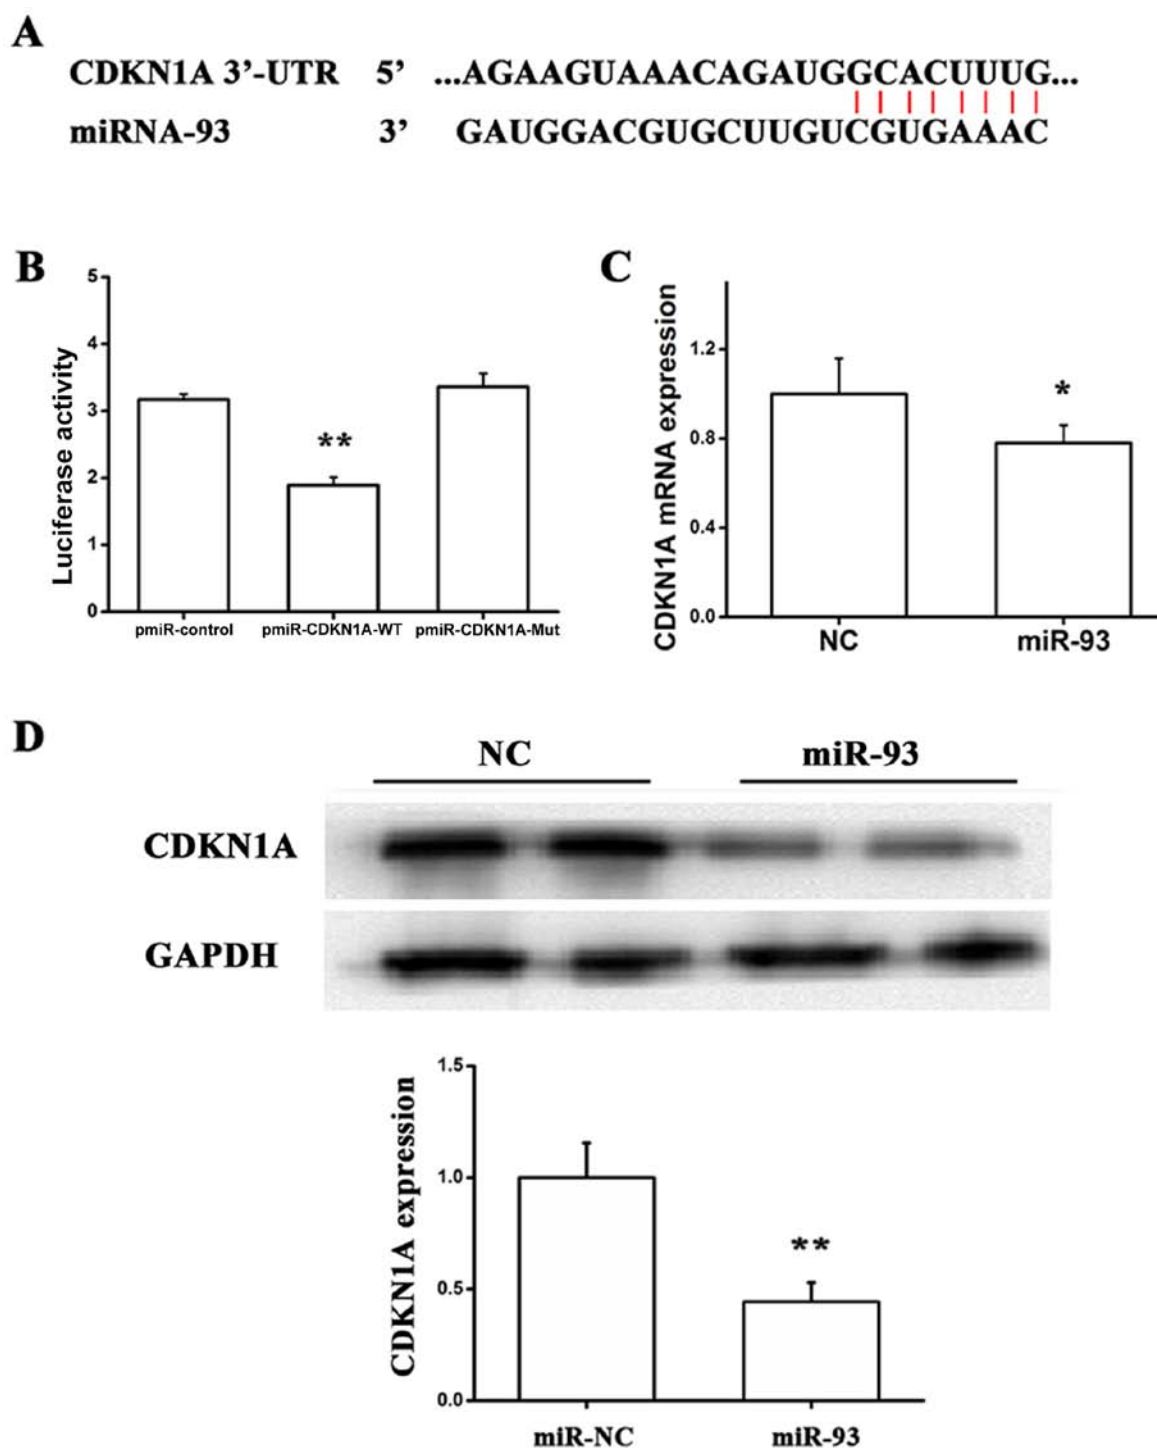 A
CDKN1A 3’-UTR 5’ ...AGAAGUAAACAGAUGGCACUUUG...
miRNA-93 3’ GAUGGACGUGCUUGUCGUGAAAC
B
Luciferase activity
5
4
3
2
1
0
**
pmiR-control pmiR-CDKN1A-WT pmiR-CDKN1A-Mut
C
CDKN1A mRNA expression
1.2
0.8
0.4
0.0
*
NC miR-93
D
NC miR-93
CDKN1A
GAPDH
CDKN1A expression
1.5
1.0
0.5
0.0
**
miR-NC miR-93